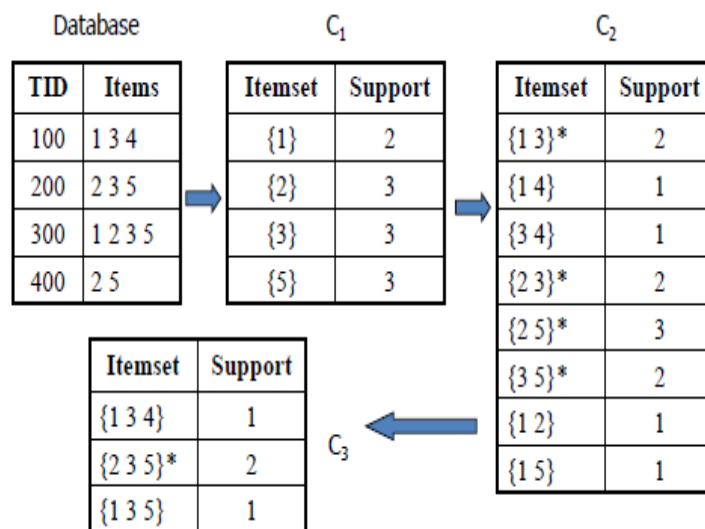 Database
TID Items
100 1 3 4
200 2 3 5
300 1 2 3 5
400 2 5
C1
Itemset Support
{1} 2
{2} 3
{3} 3
{5} 3
C2
Itemset Support
{1 3}* 2
{1 4} 1
{3 4} 1
{2 3}* 2
{2 5}* 3
{3 5}* 2
{1 2} 1
{1 5} 1
C3
Itemset Support
{1 3 4} 1
{2 3 5}* 2
{1 3 5} 1